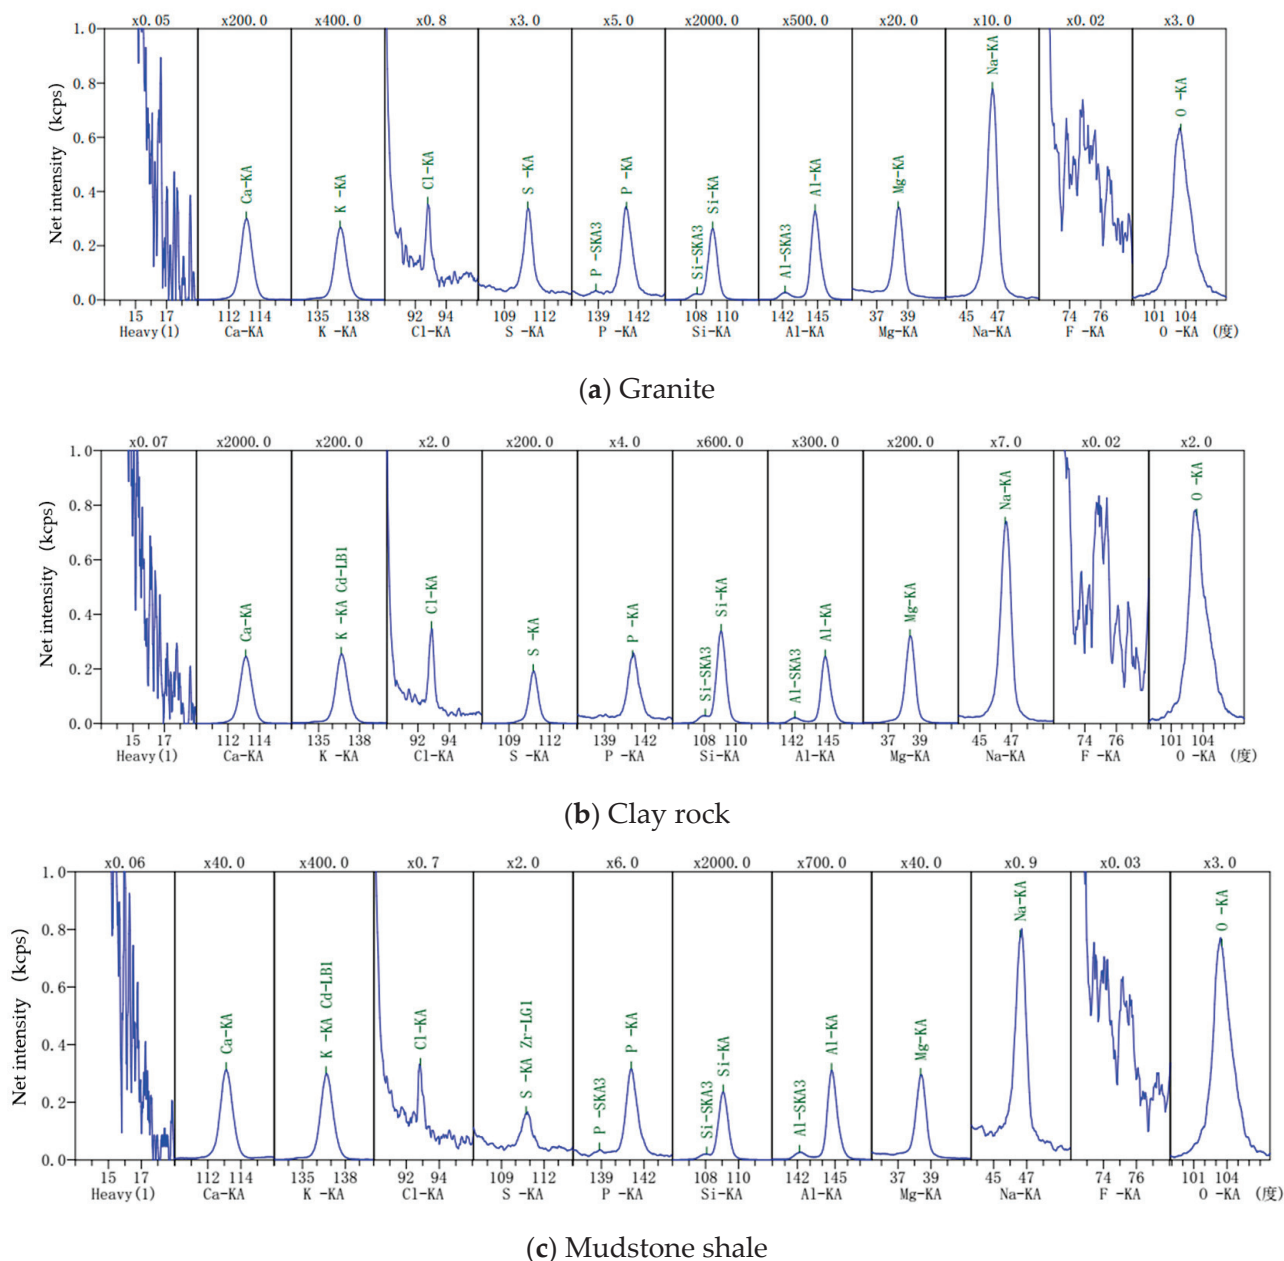 x0.05 x200.0 x400.0 x0.8 x3.0 x5.0 x2000.0 x500.0 x20.0 x10.0 x0.02 x3.0
Net intensity (kcps)
1.0
0.8
0.6
0.4
0.2
0.0
Ca-KA K -KA Cl-KA S -KA P -SKA3 P -KA Si-SKA3 Si-KA Al-SKA3 Al-KA Mg-KA Na-KA O -KA
15 17 112 114 135 138 92 94 109 112 139 142 108 110 142 145 37 39 45 47 74 76 101 104
Heavy(1) Ca-KA K -KA Cl-KA S -KA P -KA Si-KA Al-KA Mg-KA Na-KA F -KA O -KA (度)
(a) Granite
x0.07 x2000.0 x200.0 x2.0 x200.0 x4.0 x600.0 x300.0 x200.0 x7.0 x0.02 x2.0
Net intensity (kcps)
1.0
0.8
0.6
0.4
0.2
0.0
Ca-KA K -KA Cd-LB1 Cl-KA S -KA P -KA Si-SKA3 Si-KA Al-SKA3 Al-KA Mg-KA Na-KA O -KA
15 17 112 114 135 138 92 94 109 112 139 142 108 110 142 145 37 39 45 47 74 76 101 104
Heavy(1) Ca-KA K -KA Cl-KA S -KA P -KA Si-KA Al-KA Mg-KA Na-KA F -KA O -KA (度)
(b) Clay rock
x0.06 x40.0 x400.0 x0.7 x2.0 x6.0 x2000.0 x700.0 x40.0 x0.9 x0.03 x3.0
Net intensity (kcps)
1.0
0.8
0.6
0.4
0.2
0.0
Ca-KA K -KA Cd-LB1 Cl-KA S -KA Zr-LG1 P -SKA3 P -KA Si-SKA3 Si-KA Al-SKA3 Al-KA Mg-KA Na-KA O -KA
15 17 112 114 135 138 92 94 109 112 139 142 108 110 142 145 37 39 45 47 74 76 101 104
Heavy(1) Ca-KA K -KA Cl-KA S -KA P -KA Si-KA Al-KA Mg-KA Na-KA F -KA O -KA (度)
(c) Mudstone shale